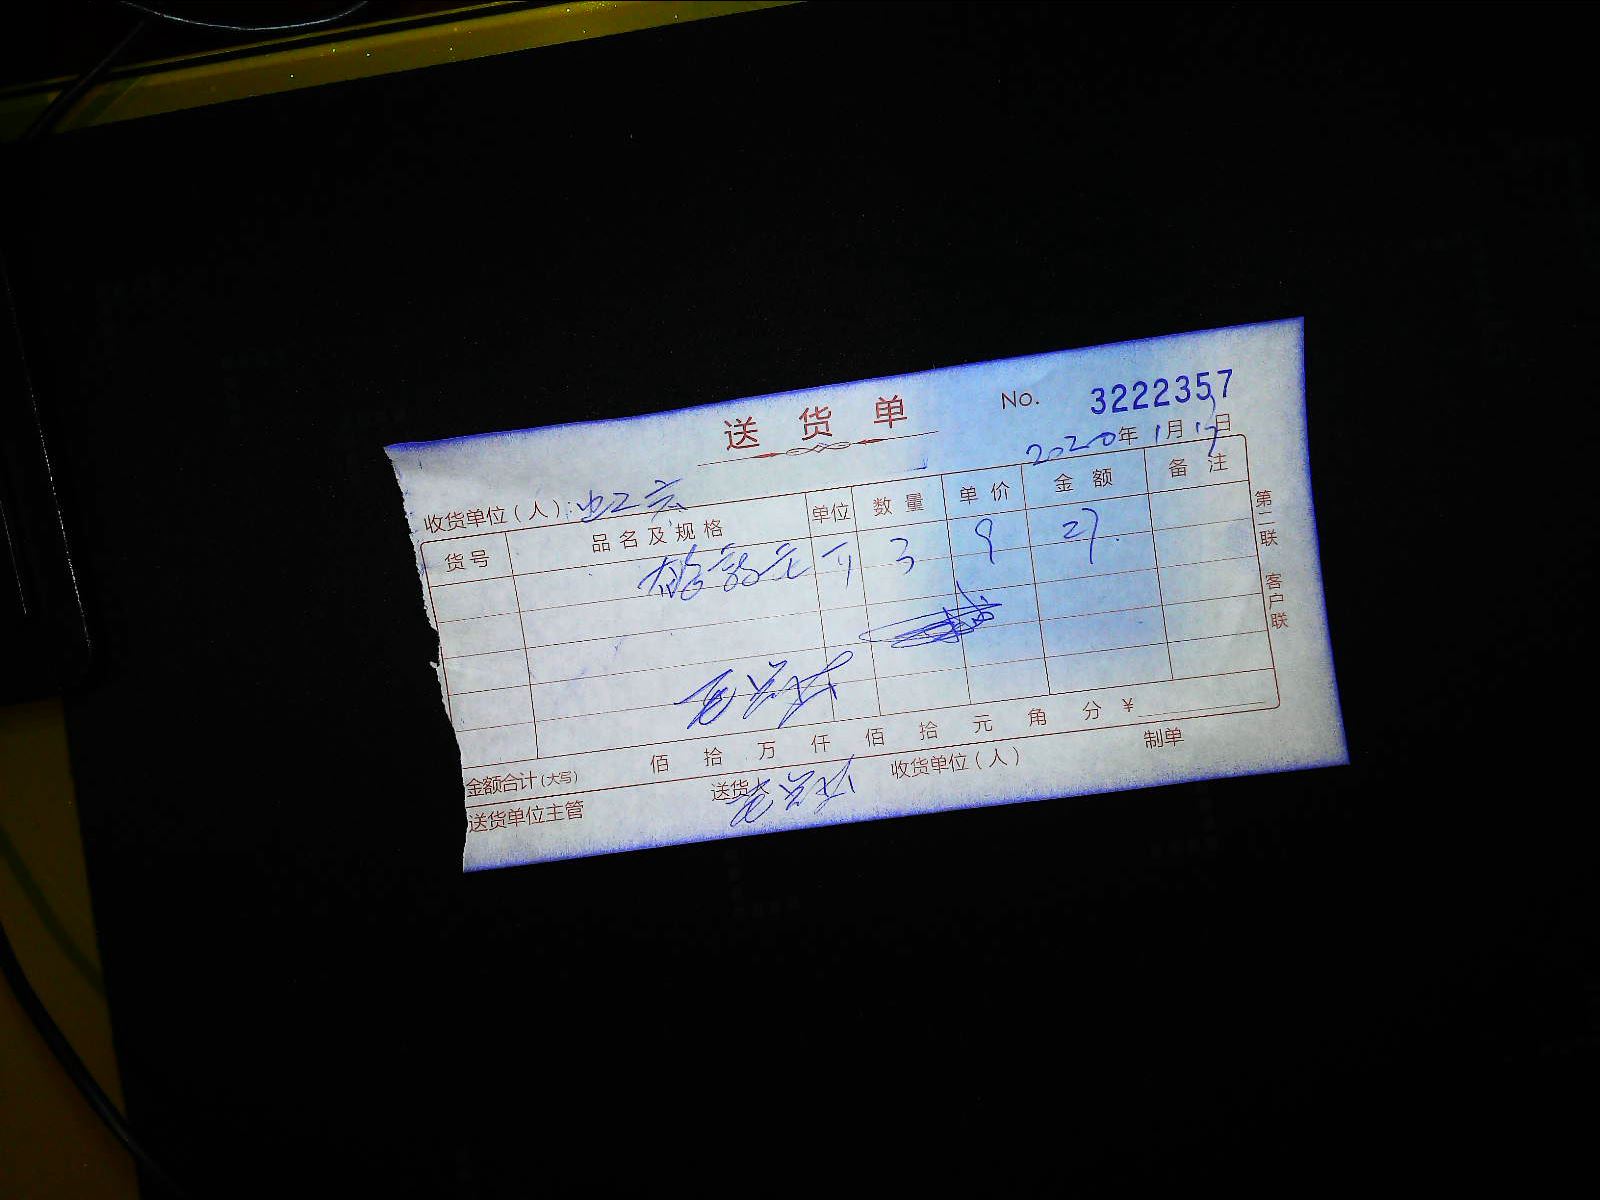 送货单
No. 3222357
2020年1月17日
收货单位（人）：
货号 品名及规格 单位 数量 单价 金额 备注
3 9 27.
金额合计(大写) 佰 拾 万 仟 佰 拾 元 角 分 ¥
送货单位主管 送货人 收货单位（人） 制单
第二联 客户联